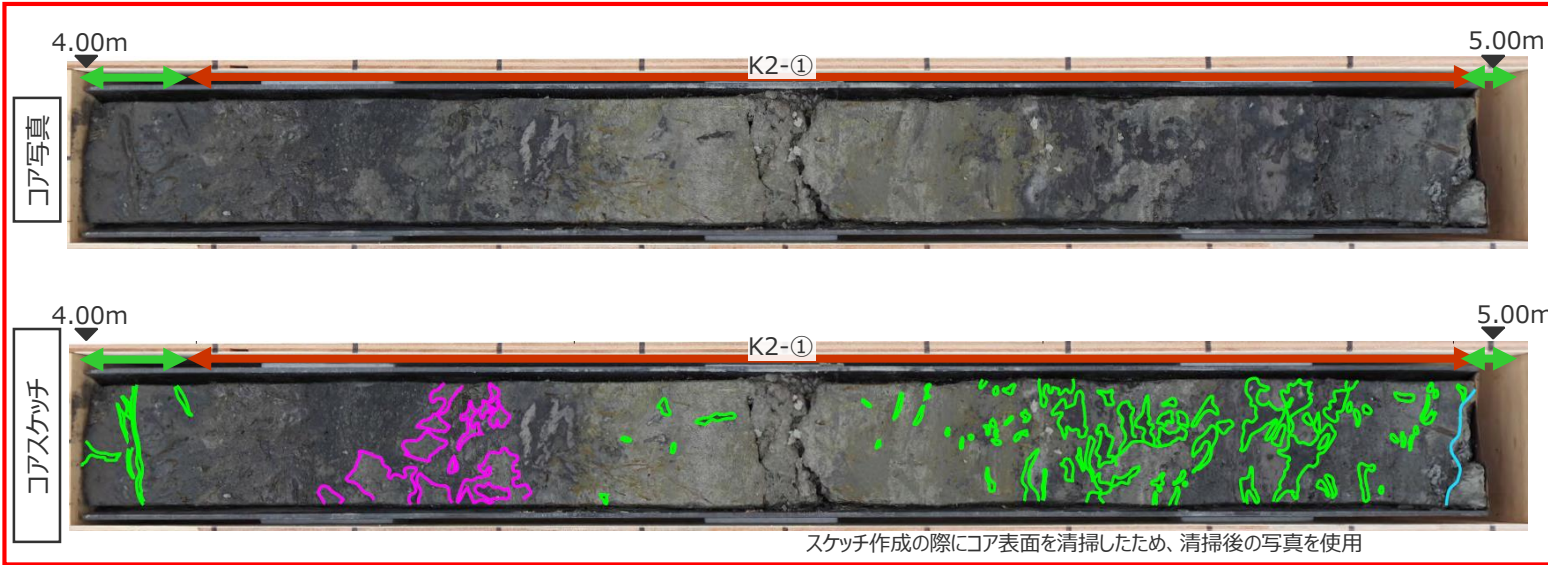 4.00m
5.00m
K2-①
コア写真
4.00m
5.00m
K2-①
コアスケッチ
スケッチ作成の際にコア表面を清掃したため、清掃後の写真を使用